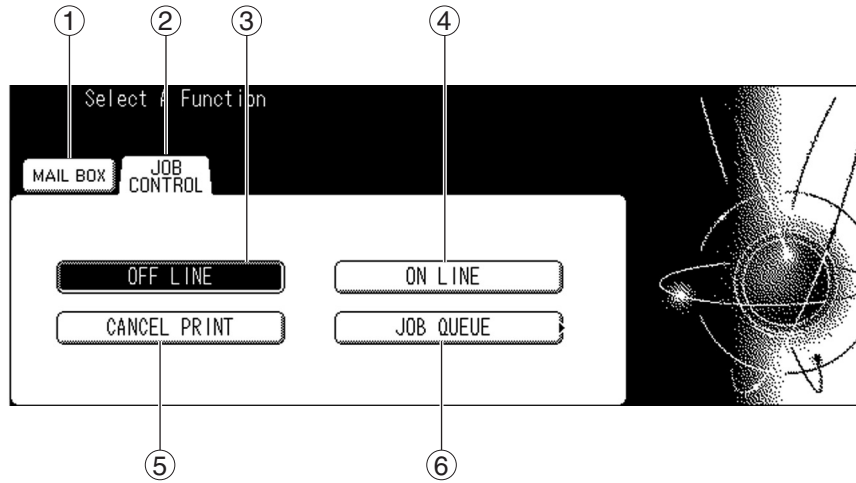 ① ② ③ ④
Select A Function
MAIL BOX
JOB
CONTROL
OFF LINE ON LINE
CANCEL PRINT JOB QUEUE
⑤ ⑥